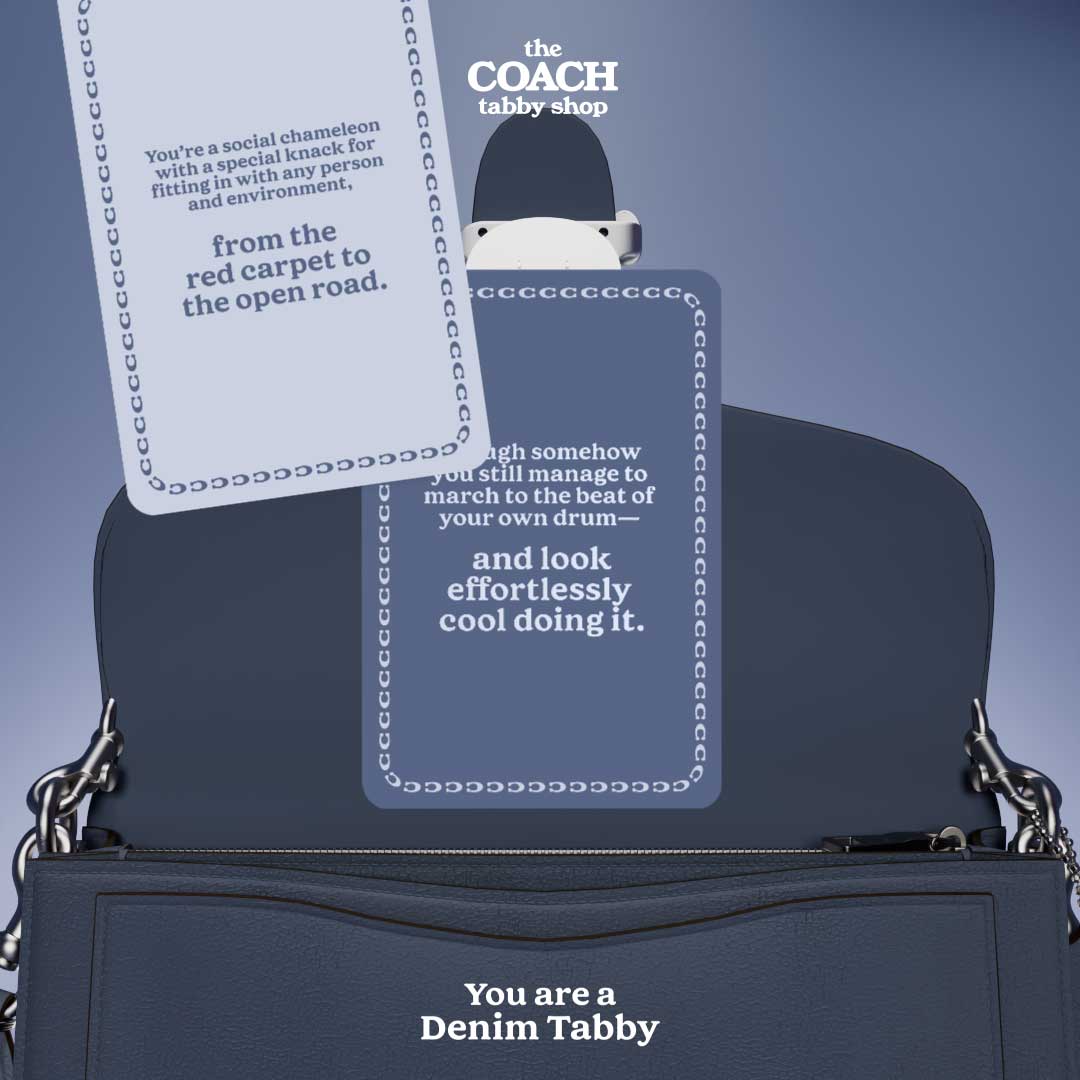 the
COACH
tabby shop
You're a social chameleon
with a special knack for
fitting in with any person
and environment,
from the
red carpet to
the open road.
somehow
you still manage to
march to the beat of
your own drum—
and look
effortlessly
cool doing it.
You are a
Denim Tabby